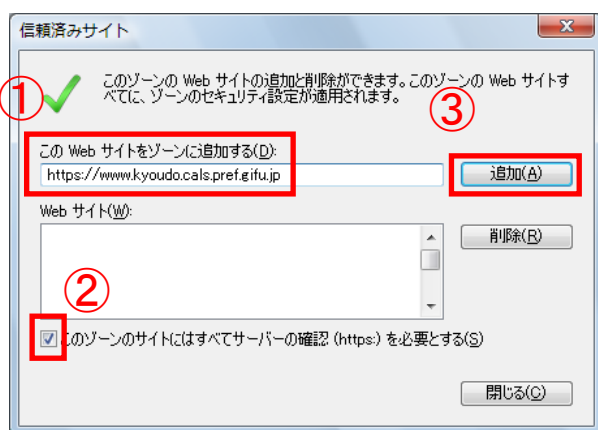 信頼済みサイト
①
このゾーンの Web サイトの追加と削除ができます。このゾーンの Web サイトす
べてに、ゾーンのセキュリティ設定が適用されます。
③
この Web サイトをゾーンに追加する(D):
https://www.kyoudo.cals.pref.gifu.jp
追加(A)
Web サイト(W):
削除(R)
②
このゾーンのサイトにはすべてサーバーの確認 (https:) を必要とする(S)
閉じる(C)